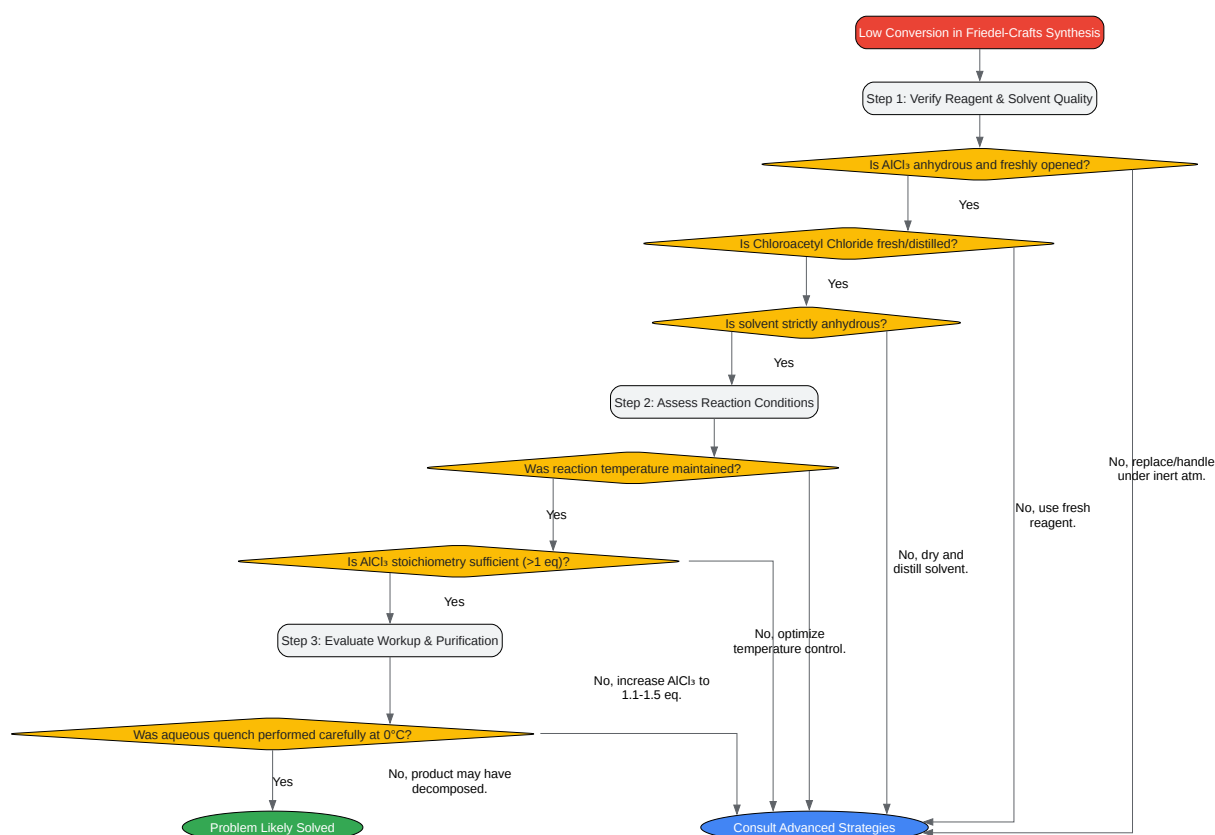 Low Conversion in Friedel-Crafts Synthesis
Step 1: Verify Reagent & Solvent Quality
Is AlCl₃ anhydrous and freshly opened?
Yes
Is Chloroacetyl Chloride fresh/distilled?
Yes
Is solvent strictly anhydrous?
Yes
Step 2: Assess Reaction Conditions
Was reaction temperature maintained?
No, replace/handle
under inert atm.
Yes
No, use fresh
reagent.
Is AlCl₃ stoichiometry sufficient (>1 eq)?
No, dry and
distill solvent.
Yes
Step 3: Evaluate Workup & Purification
No, optimize
temperature control.
No, increase AlCl₃ to
1.1-1.5 eq.
Was aqueous quench performed carefully at 0°C?
Yes
No, product may have
decomposed.
Problem Likely Solved
Consult Advanced Strategies